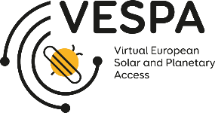 VESPA
Virtual European
Solar and Planetary
Access